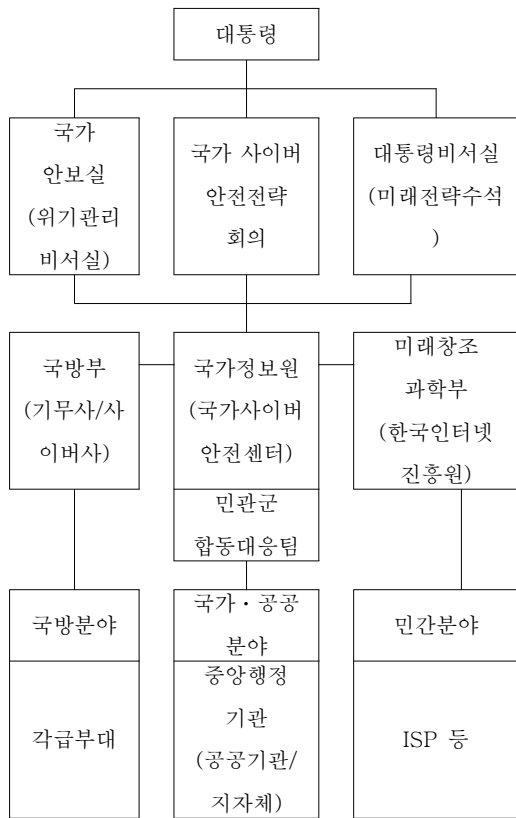 대통령
국가
안보실
(위기관리
비서실)
국가 사이버
안전전략
회의
대통령비서실
(미래전략수석
)
국방부
(기무사/사
이버사)
국가정보원
(국가사이버
안전센터)
민관군
합동대응팀
미래창조
과학부
(한국인터넷
진흥원)
국방분야
각급부대
국가·공공
분야
중앙행정
기관
(공공기관/
지자체)
민간분야
ISP 등